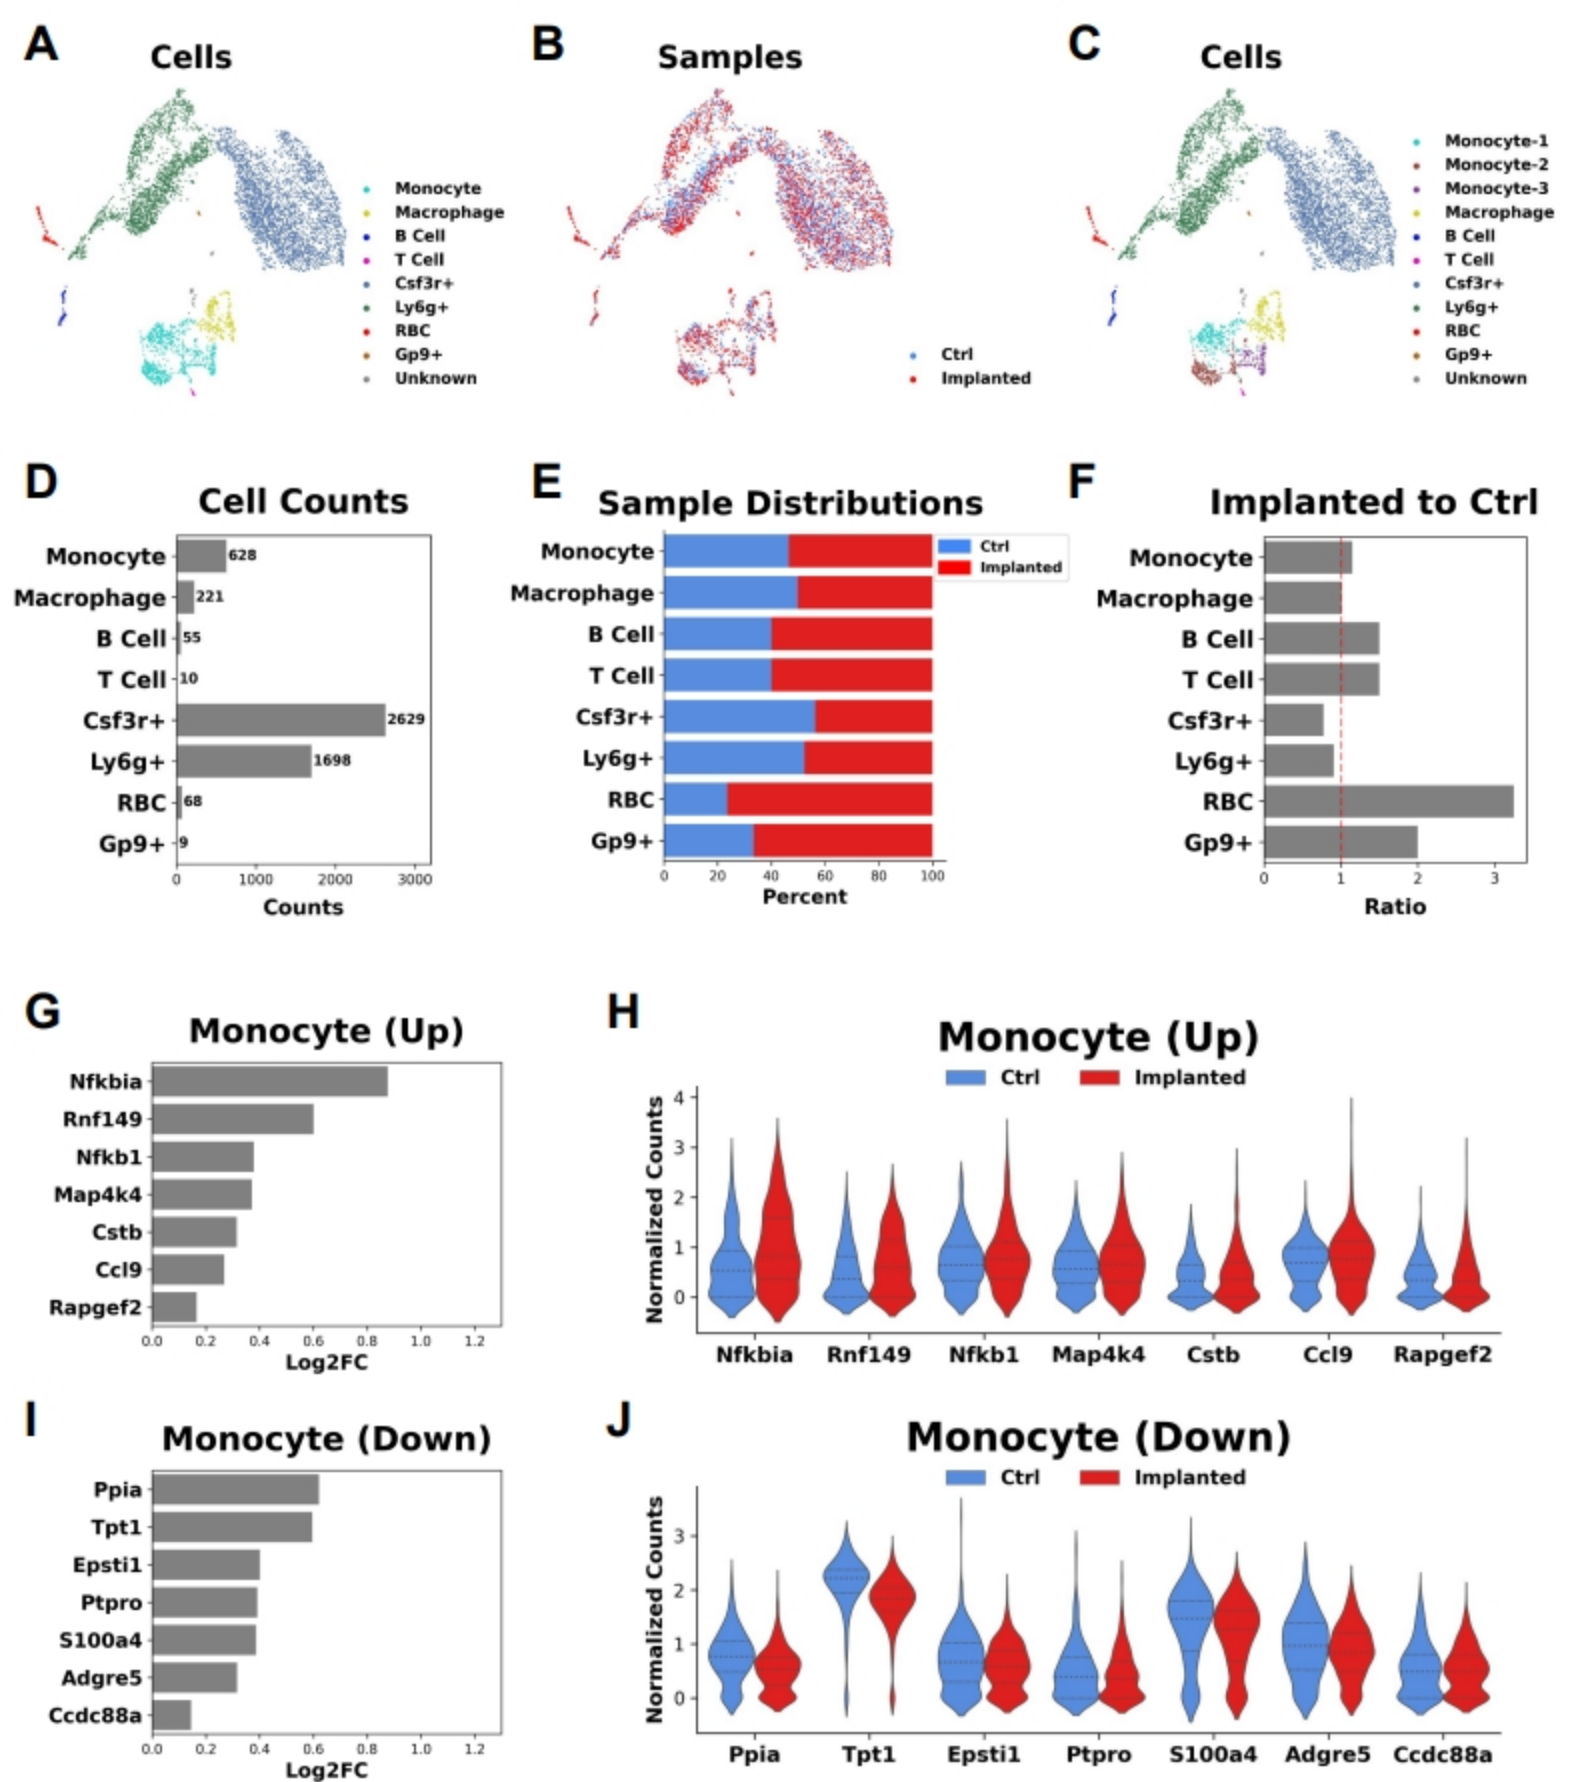 A
Cells
Monocyte
Macrophage
B Cell
T Cell
Csf3r+
Ly6g+
RBC
Gp9+
Unknown
B
Samples
Ctrl
Implanted
C
Cells
Monocyte-1
Monocyte-2
Monocyte-3
Macrophage
B Cell
T Cell
Csf3r+
Ly6g+
RBC
Gp9+
Unknown
D
Cell Counts
Monocyte 628
Macrophage 221
B Cell 55
T Cell 10
Csf3r+ 2629
Ly6g+ 1698
RBC 68
Gp9+ 9
0 1000 2000 3000
Counts
E
Sample Distributions
Ctrl
Implanted
Monocyte
Macrophage
B Cell
T Cell
Csf3r+
Ly6g+
RBC
Gp9+
0 20 40 60 80 100
Percent
F
Implanted to Ctrl
Monocyte
Macrophage
B Cell
T Cell
Csf3r+
Ly6g+
RBC
Gp9+
0 1 2 3
Ratio
G
Monocyte (Up)
Nfkbia
Rnf149
Nfkb1
Map4k4
Cstb
Ccl9
Rapgef2
0.0 0.2 0.4 0.6 0.8 1.0 1.2
Log2FC
H
Monocyte (Up)
Ctrl Implanted
Normalized Counts
4
3
2
1
0
Nfkbia Rnf149 Nfkb1 Map4k4 Cstb Ccl9 Rapgef2
I
Monocyte (Down)
Ppia
Tpt1
Epsti1
Ptpro
S100a4
Adgre5
Ccdc88a
0.0 0.2 0.4 0.6 0.8 1.0 1.2
Log2FC
J
Monocyte (Down)
Ctrl Implanted
Normalized Counts
3
2
1
0
Ppia Tpt1 Epsti1 Ptpro S100a4 Adgre5 Ccdc88a